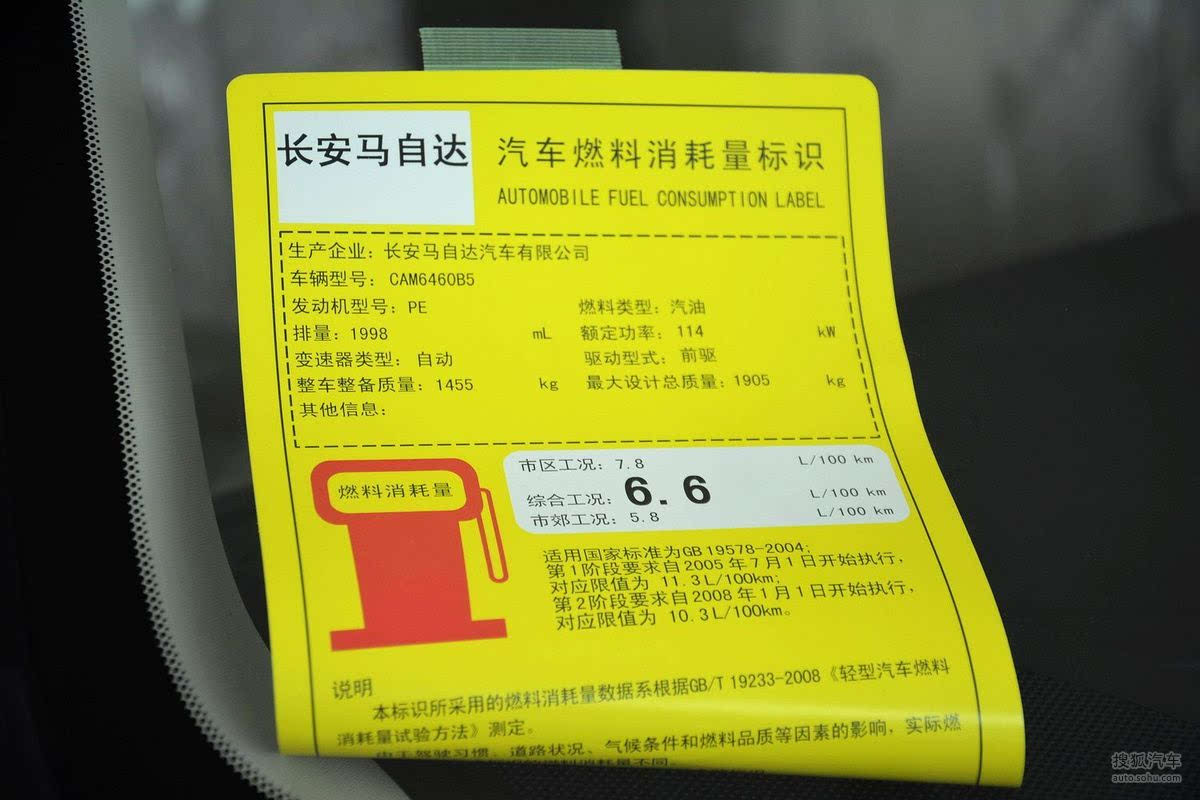 长安马自达
汽车燃料消耗量标识
AUTOMOBILE FUEL CONSUMPTION LABEL
生产企业：长安马自达汽车有限公司
车辆型号：CAM6460B5
发动机型号：PE 燃料类型：汽油
排量：1998 mL 额定功率：114 kW
变速器类型：自动 驱动型式：前驱
整车整备质量：1455 kg 最大设计总质量：1905 kg
其他信息：
燃料消耗量
市区工况：7.8 L/100 km
综合工况：6.6 L/100 km
市郊工况：5.8 L/100 km
适用国家标准为GB 19578-2004;
第1阶段要求自2005年7月1日开始执行，
对应限值为 11.3L/100km;
第2阶段要求自2008年1月1日开始执行，
对应限值为 10.3L/100km。
说明
本标识所采用的燃料消耗量数据系根据GB/T 19233-2008《轻型汽车燃料
消耗量试验方法》测定。
由于驾驶习惯、道路状况、气候条件和燃料品质等因素的影响，实际燃
燃料消耗量不同。
搜狐汽车
auto.sohu.com